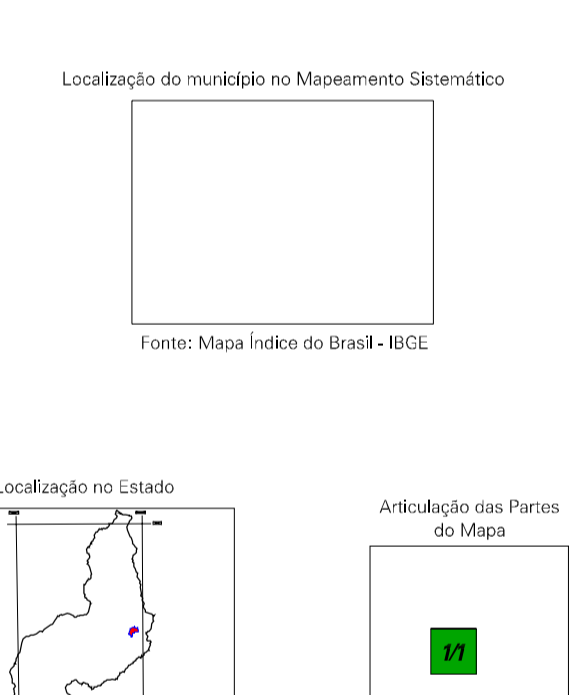 Localização do município no Mapeamento Sistemático
Fonte: Mapa Índice do Brasil - IBGE
ocalização no Estado
Articulação das Partes
do Mapa
1/1